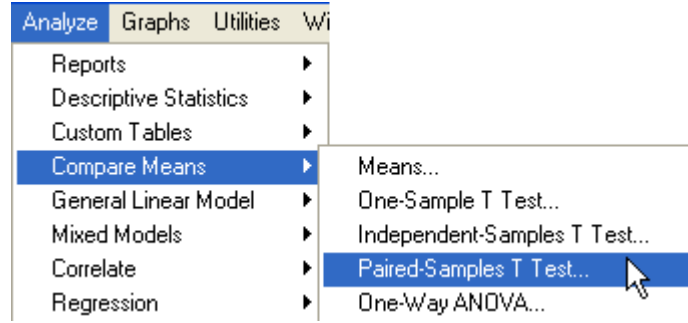 Analyze Graphs Utilities
Reports
Descriptive Statistics
Custom Tables
Compare Means
General Linear Model
Mixed Models
Correlate
Regression
Means...
One-Sample T Test...
Independent-Samples T Test...
Paired-Samples T Test...
One-Way ANOVA...